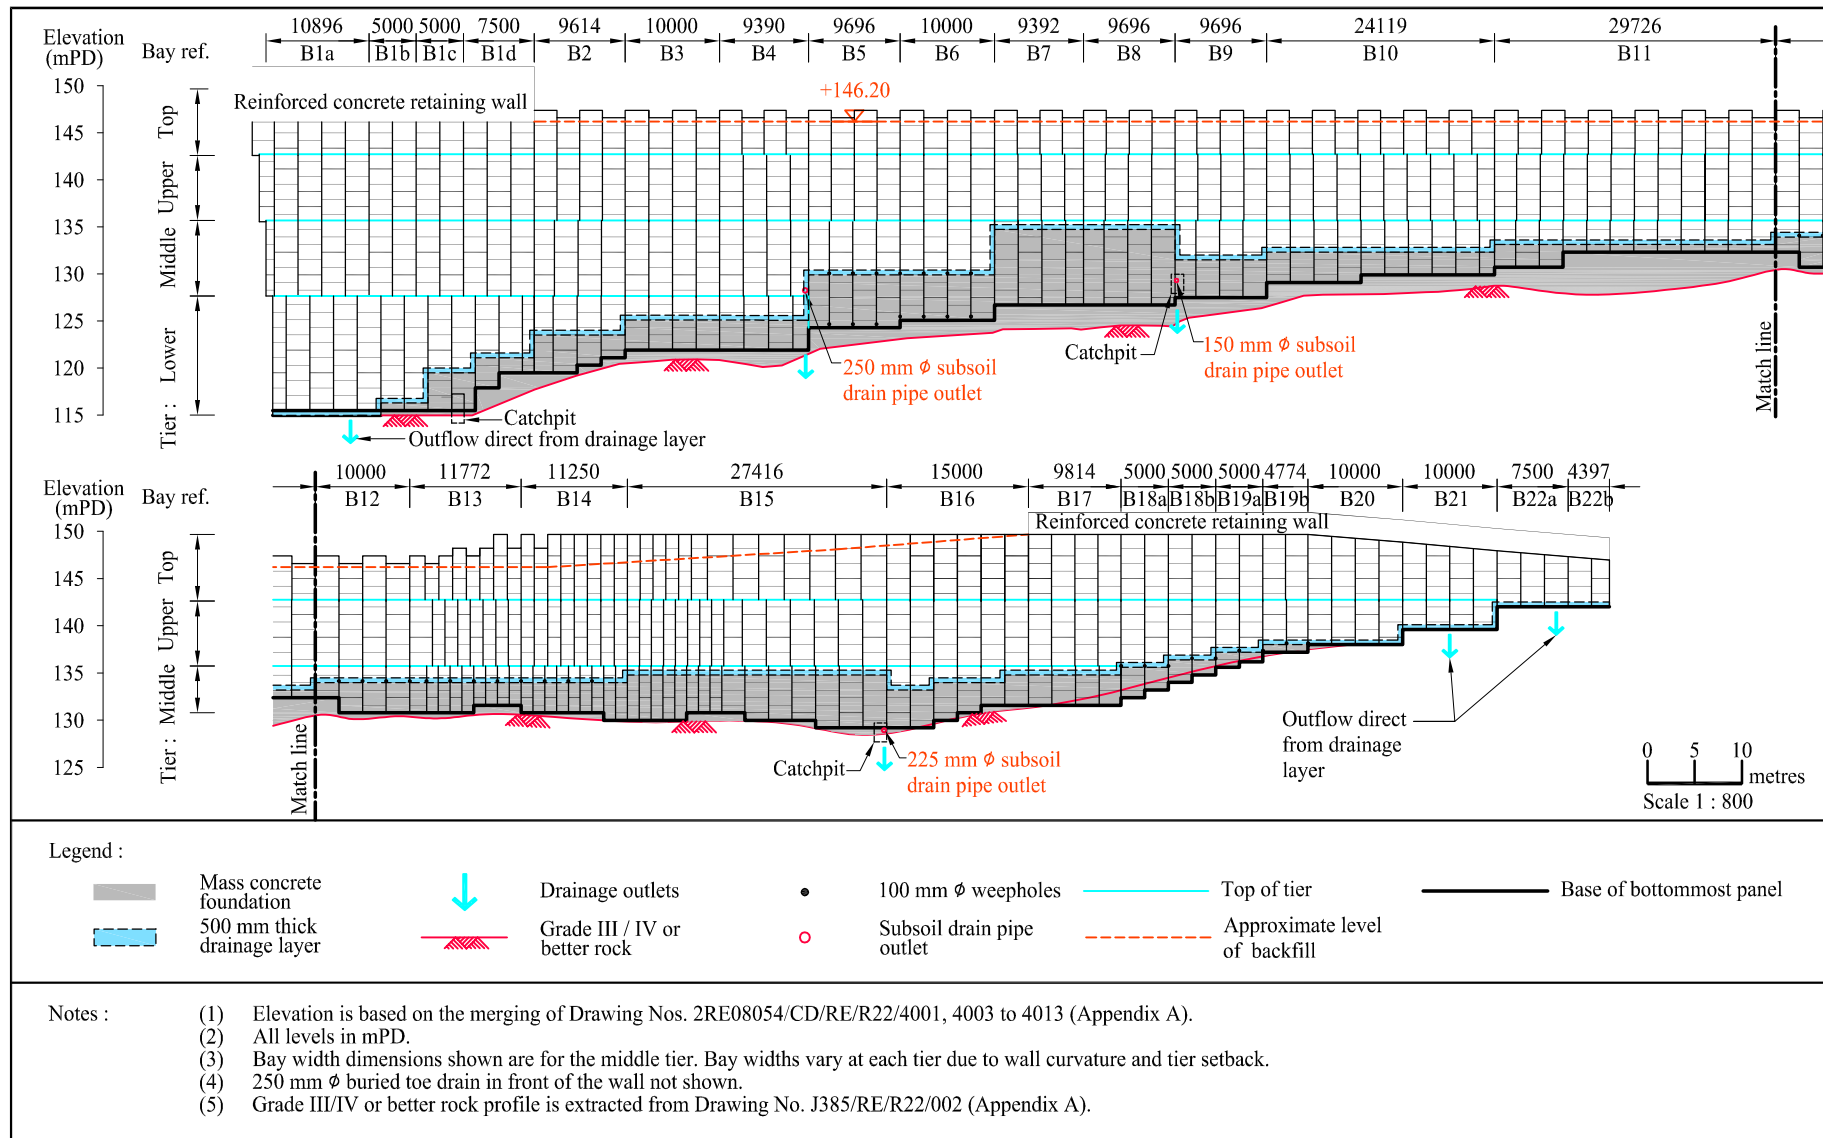 10896 5000 5000 7500 9614 10000 9390 9696 10000 9392 9696 9696 24119 29726
Elevation
(mPD)
Bay ref.
B1a B1b B1c B1d B2 B3 B4 B5 B6 B7 B8 B9 B10 B11
150
145
140
135
130
125
120
115
Tier : Lower Middle Upper Top
Reinforced concrete retaining wall
+146.20
250 mm ϕ subsoil
drain pipe outlet
Catchpit
150 mm ϕ subsoil
drain pipe outlet
Match line
Catchpit
Outflow direct from drainage layer
10000 11772 11250 27416 15000 9814 5000 5000 5000 4774 10000 10000 7500 4397
Elevation
(mPD)
Bay ref.
B12 B13 B14 B15 B16 B17 B18a B18b B19a B19b B20 B21 B22a B22b
150
145
140
135
130
125
Tier : Middle Upper Top
Reinforced concrete retaining wall
Match line
Catchpit
225 mm ϕ subsoil
drain pipe outlet
Outflow direct
from drainage
layer
0 5 10
metres
Scale 1 : 800
Legend :
Mass concrete
foundation
Drainage outlets
100 mm ϕ weepholes
Top of tier
Base of bottommost panel
500 mm thick
drainage layer
Grade III / IV or
better rock
Subsoil drain pipe
outlet
Approximate level
of backfill
Notes :
(1) Elevation is based on the merging of Drawing Nos. 2RE08054/CD/RE/R22/4001, 4003 to 4013 (Appendix A).
(2) All levels in mPD.
(3) Bay width dimensions shown are for the middle tier. Bay widths vary at each tier due to wall curvature and tier setback.
(4) 250 mm ϕ buried toe drain in front of the wall not shown.
(5) Grade III/IV or better rock profile is extracted from Drawing No. J385/RE/R22/002 (Appendix A).